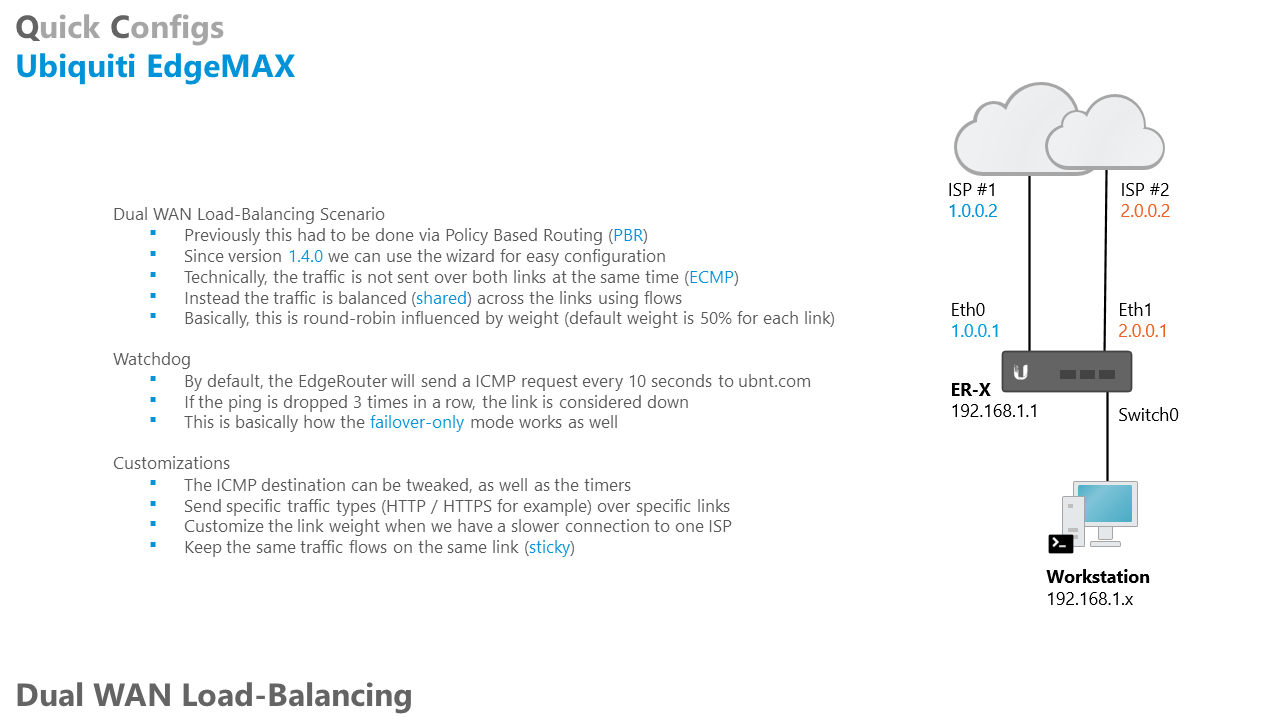 Quick Configs
Ubiquiti EdgeMAX
Dual WAN Load-Balancing Scenario
Previously this had to be done via Policy Based Routing (PBR)
Since version 1.4.0 we can use the wizard for easy configuration
Technically, the traffic is not sent over both links at the same time (ECMP)
Instead the traffic is balanced (shared) across the links using flows
Basically, this is round-robin influenced by weight (default weight is 50% for each link)
Watchdog
By default, the EdgeRouter will send a ICMP request every 10 seconds to ubnt.com
If the ping is dropped 3 times in a row, the link is considered down
This is basically how the failover-only mode works as well
Customizations
The ICMP destination can be tweaked, as well as the timers
Send specific traffic types (HTTP / HTTPS for example) over specific links
Customize the link weight when we have a slower connection to one ISP
Keep the same traffic flows on the same link (sticky)
ISP #1
1.0.0.2
ISP #2
2.0.0.2
Eth0
1.0.0.1
Eth1
2.0.0.1
ER-X
192.168.1.1
Switch0
Workstation
192.168.1.x
Dual WAN Load-Balancing